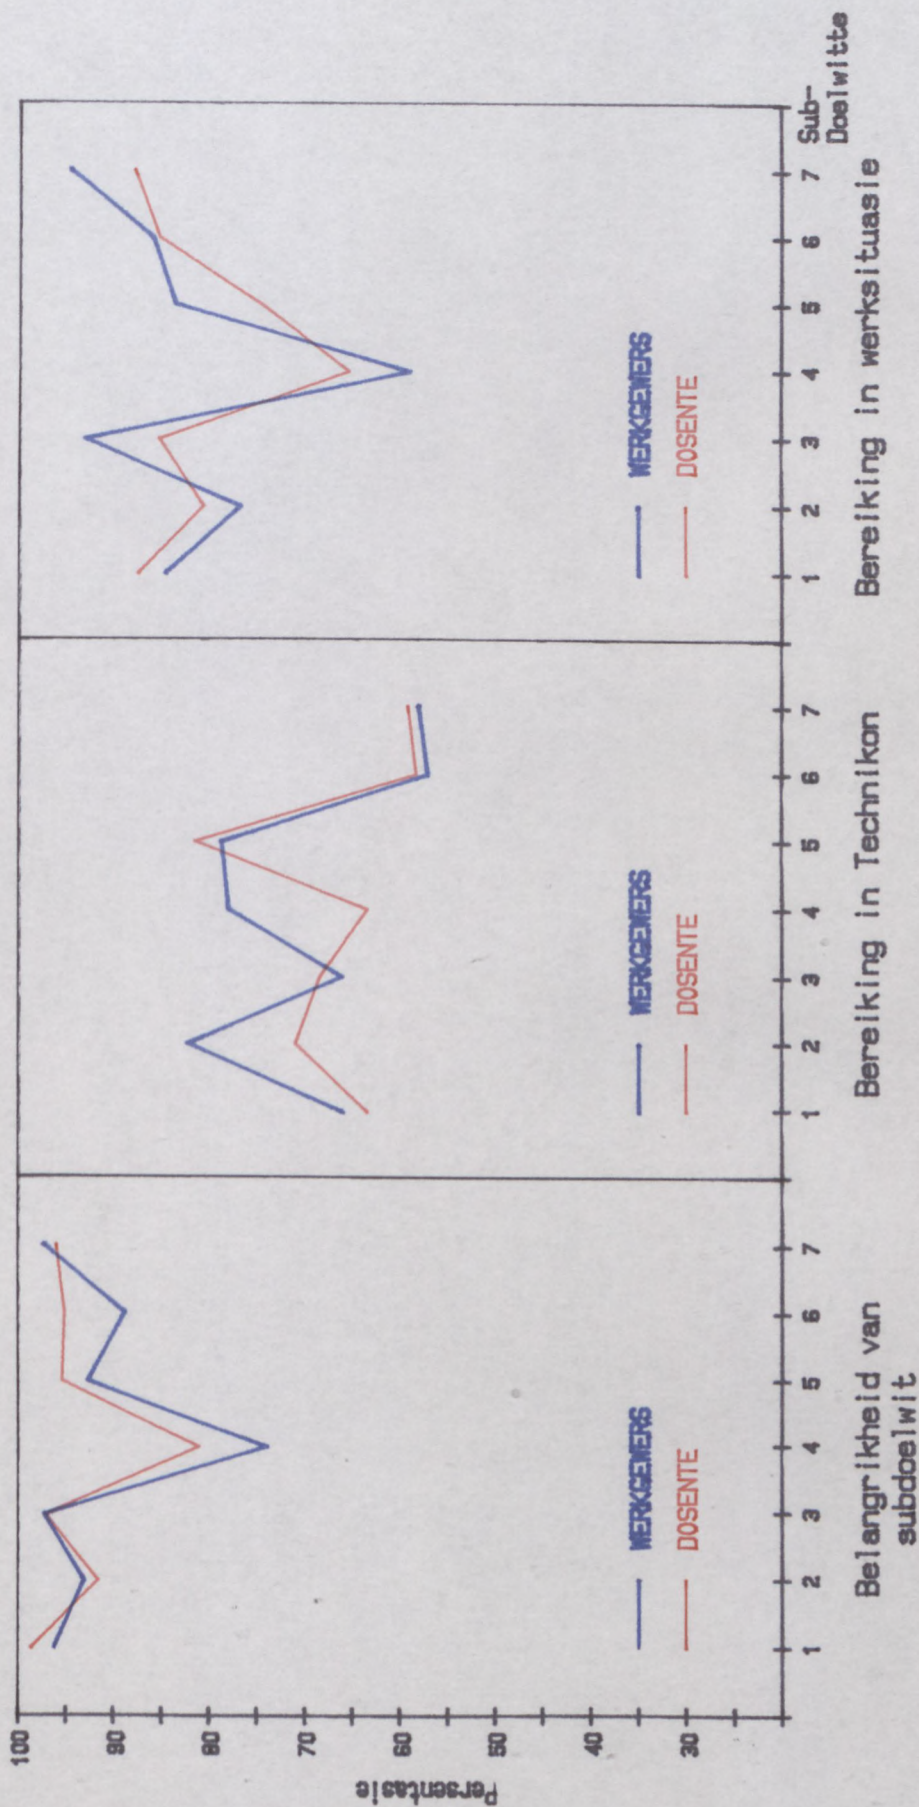 Persentasie
100
90
80
70
60
50
40
30
WERKGEWERS
DOSENTE
1 2 3 4 5 6 7
Belangrikheid van
subdoelwit
WERKGEWERS
DOSENTE
1 2 3 4 5 6 7
Bereiking in Technikon
WERKGEWERS
DOSENTE
1 2 3 4 5 6 7
Sub-
Doelwitte
Bereiking in werksituasie